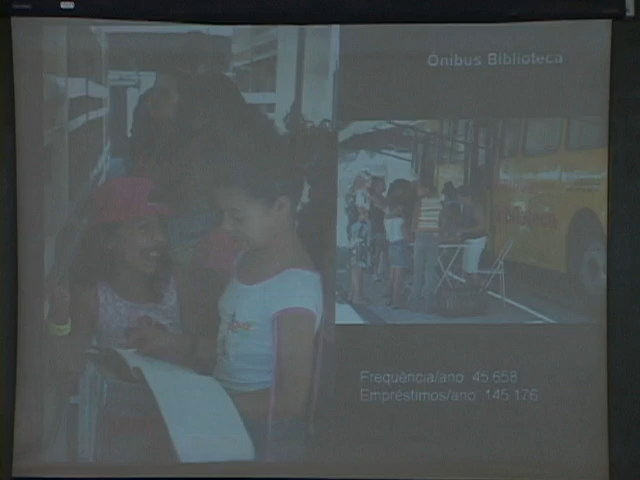 Ônibus Biblioteca
Frequência/ano 45.658
Empréstimos/ano 145.176